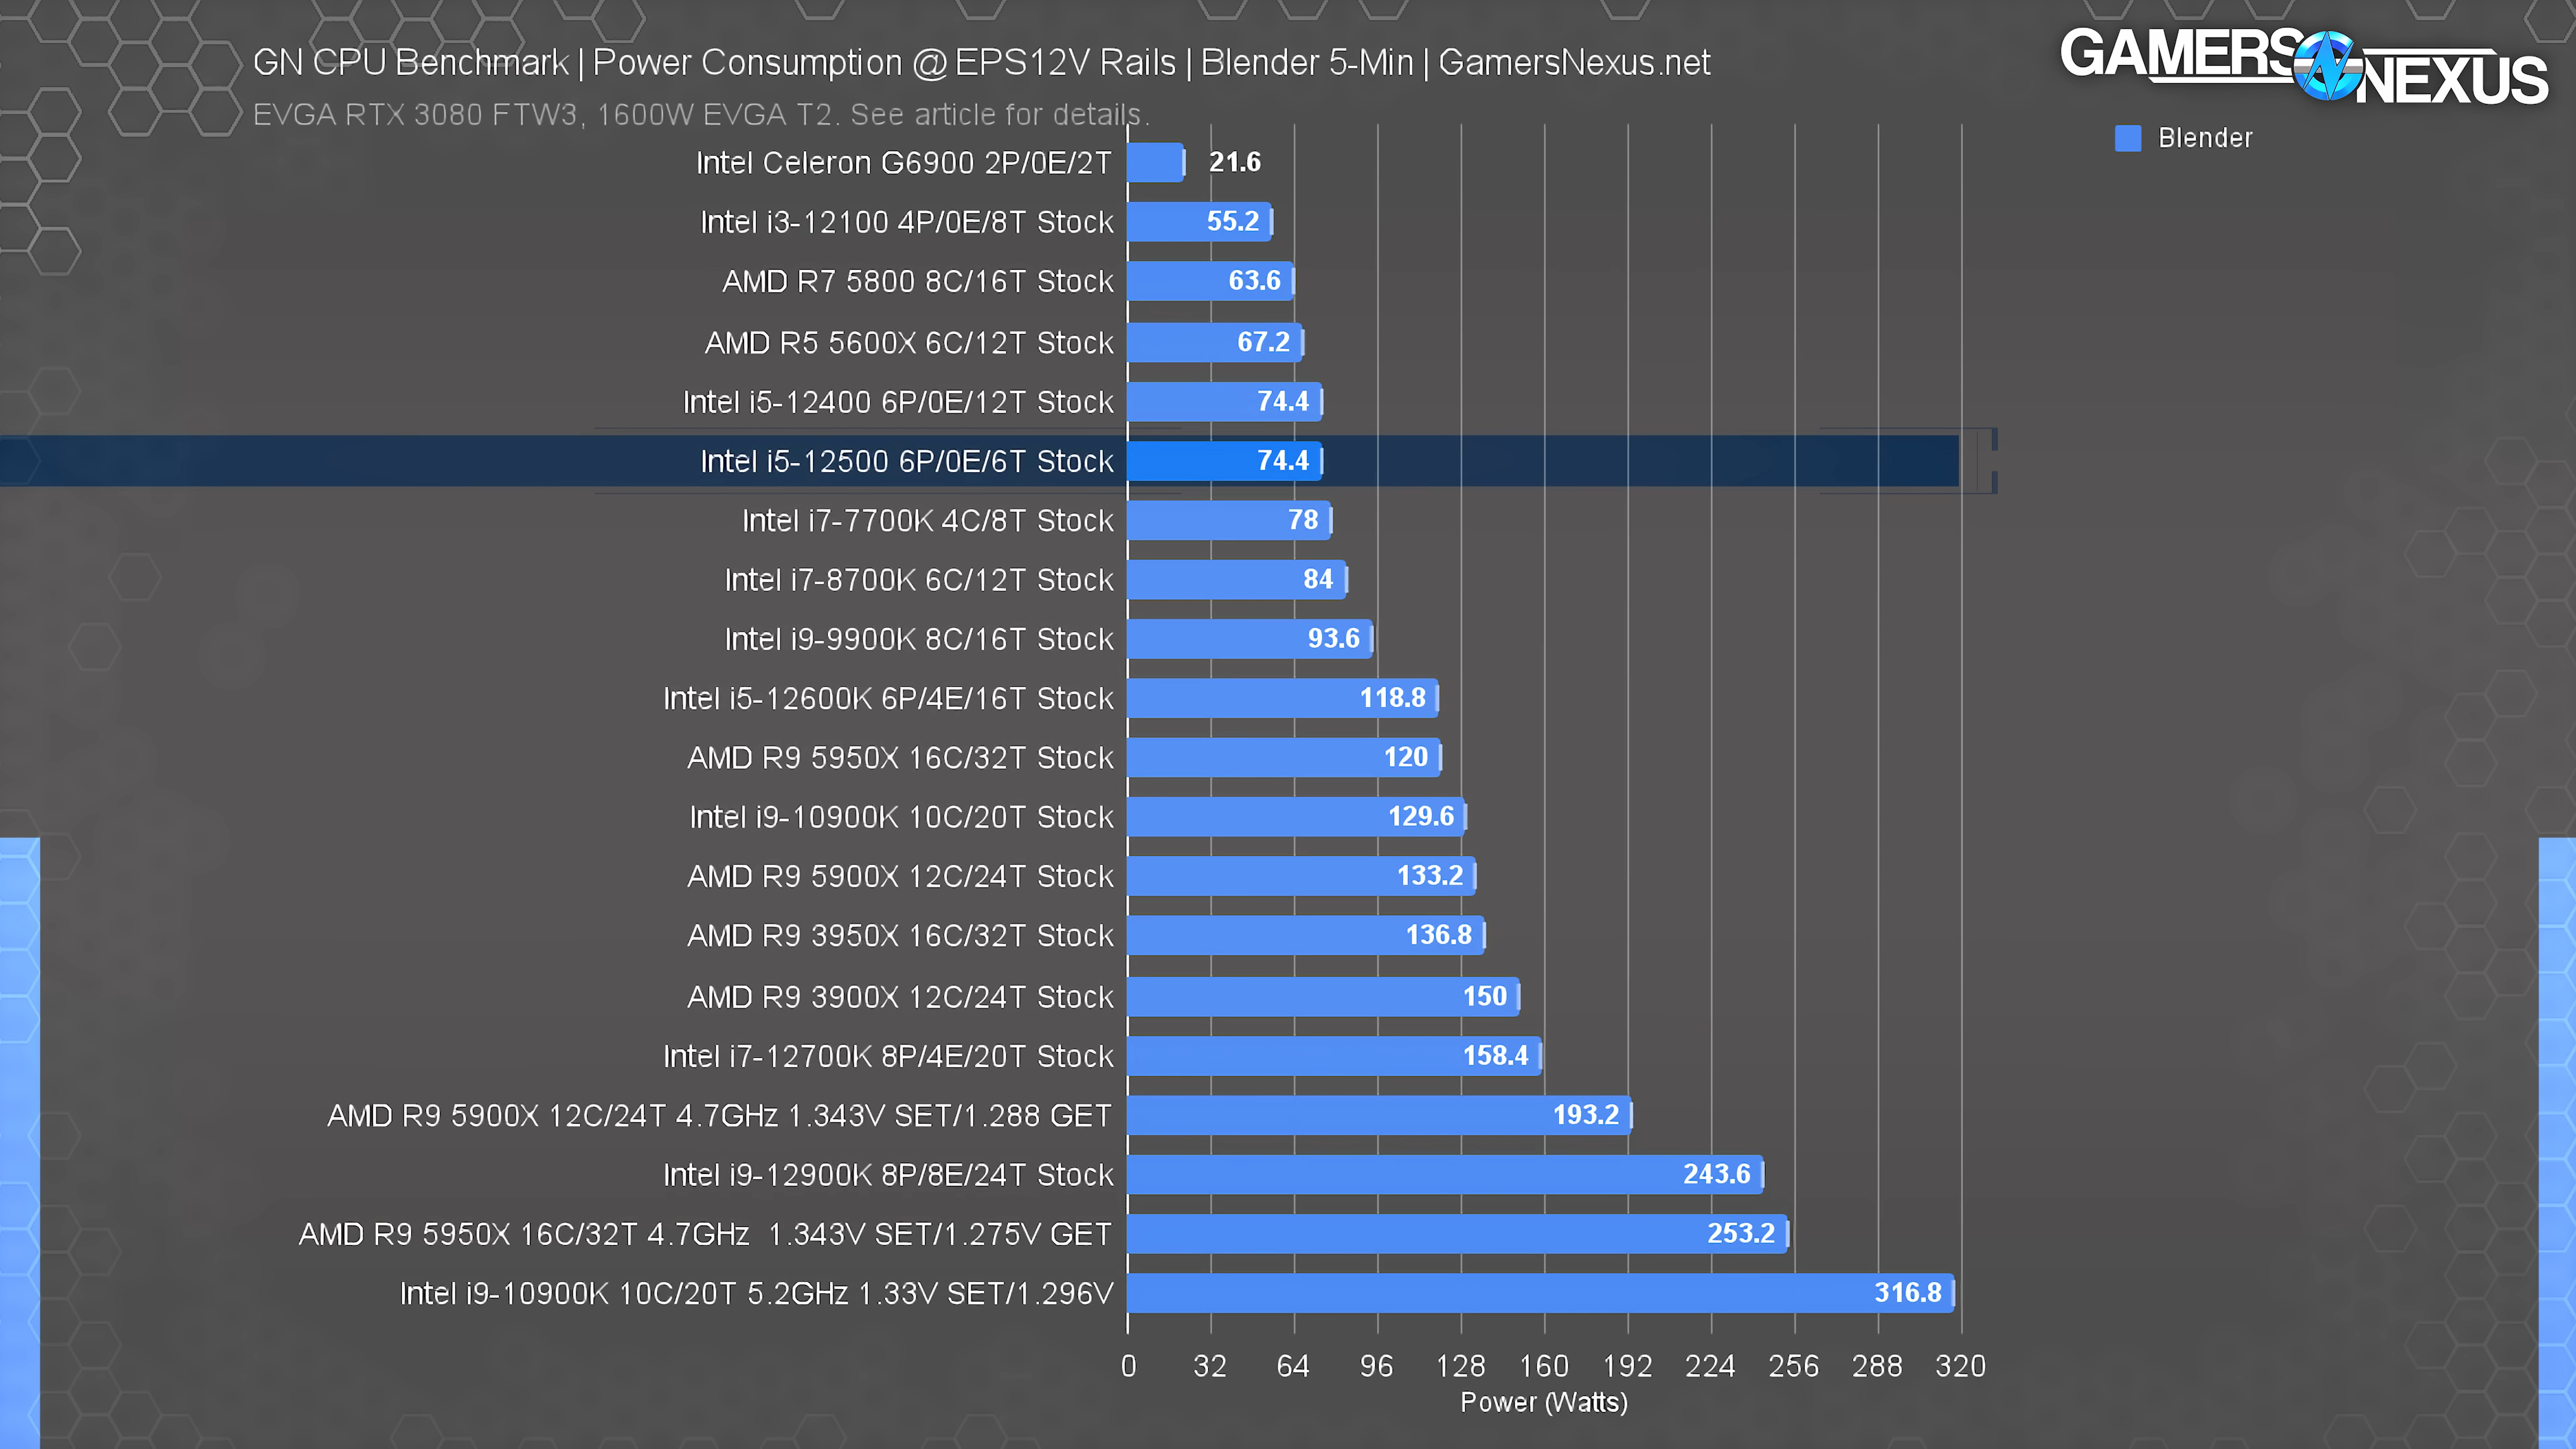 GN CPU Benchmark | Power Consumption @ EPS12V Rails | Blender 5-Min | GamersNexus.net
GAMERS NEXUS
EVGA RTX 3080 FTW3, 1600W EVGA T2. See article for details.
Blender
Intel Celeron G6900 2P/0E/2T 21.6
Intel i3-12100 4P/0E/8T Stock 55.2
AMD R7 5800 8C/16T Stock 63.6
AMD R5 5600X 6C/12T Stock 67.2
Intel i5-12400 6P/0E/12T Stock 74.4
Intel i5-12500 6P/0E/6T Stock 74.4
Intel i7-7700K 4C/8T Stock 78
Intel i7-8700K 6C/12T Stock 84
Intel i9-9900K 8C/16T Stock 93.6
Intel i5-12600K 6P/4E/16T Stock 118.8
AMD R9 5950X 16C/32T Stock 120
Intel i9-10900K 10C/20T Stock 129.6
AMD R9 5900X 12C/24T Stock 133.2
AMD R9 3950X 16C/32T Stock 136.8
AMD R9 3900X 12C/24T Stock 150
Intel i7-12700K 8P/4E/20T Stock 158.4
AMD R9 5900X 12C/24T 4.7GHz 1.343V SET/1.288 GET 193.2
Intel i9-12900K 8P/8E/24T Stock 243.6
AMD R9 5950X 16C/32T 4.7GHz  1.343V SET/1.275V GET 253.2
Intel i9-10900K 10C/20T 5.2GHz 1.33V SET/1.296V 316.8
0 32 64 96 128 160 192 224 256 288 320
Power (Watts)